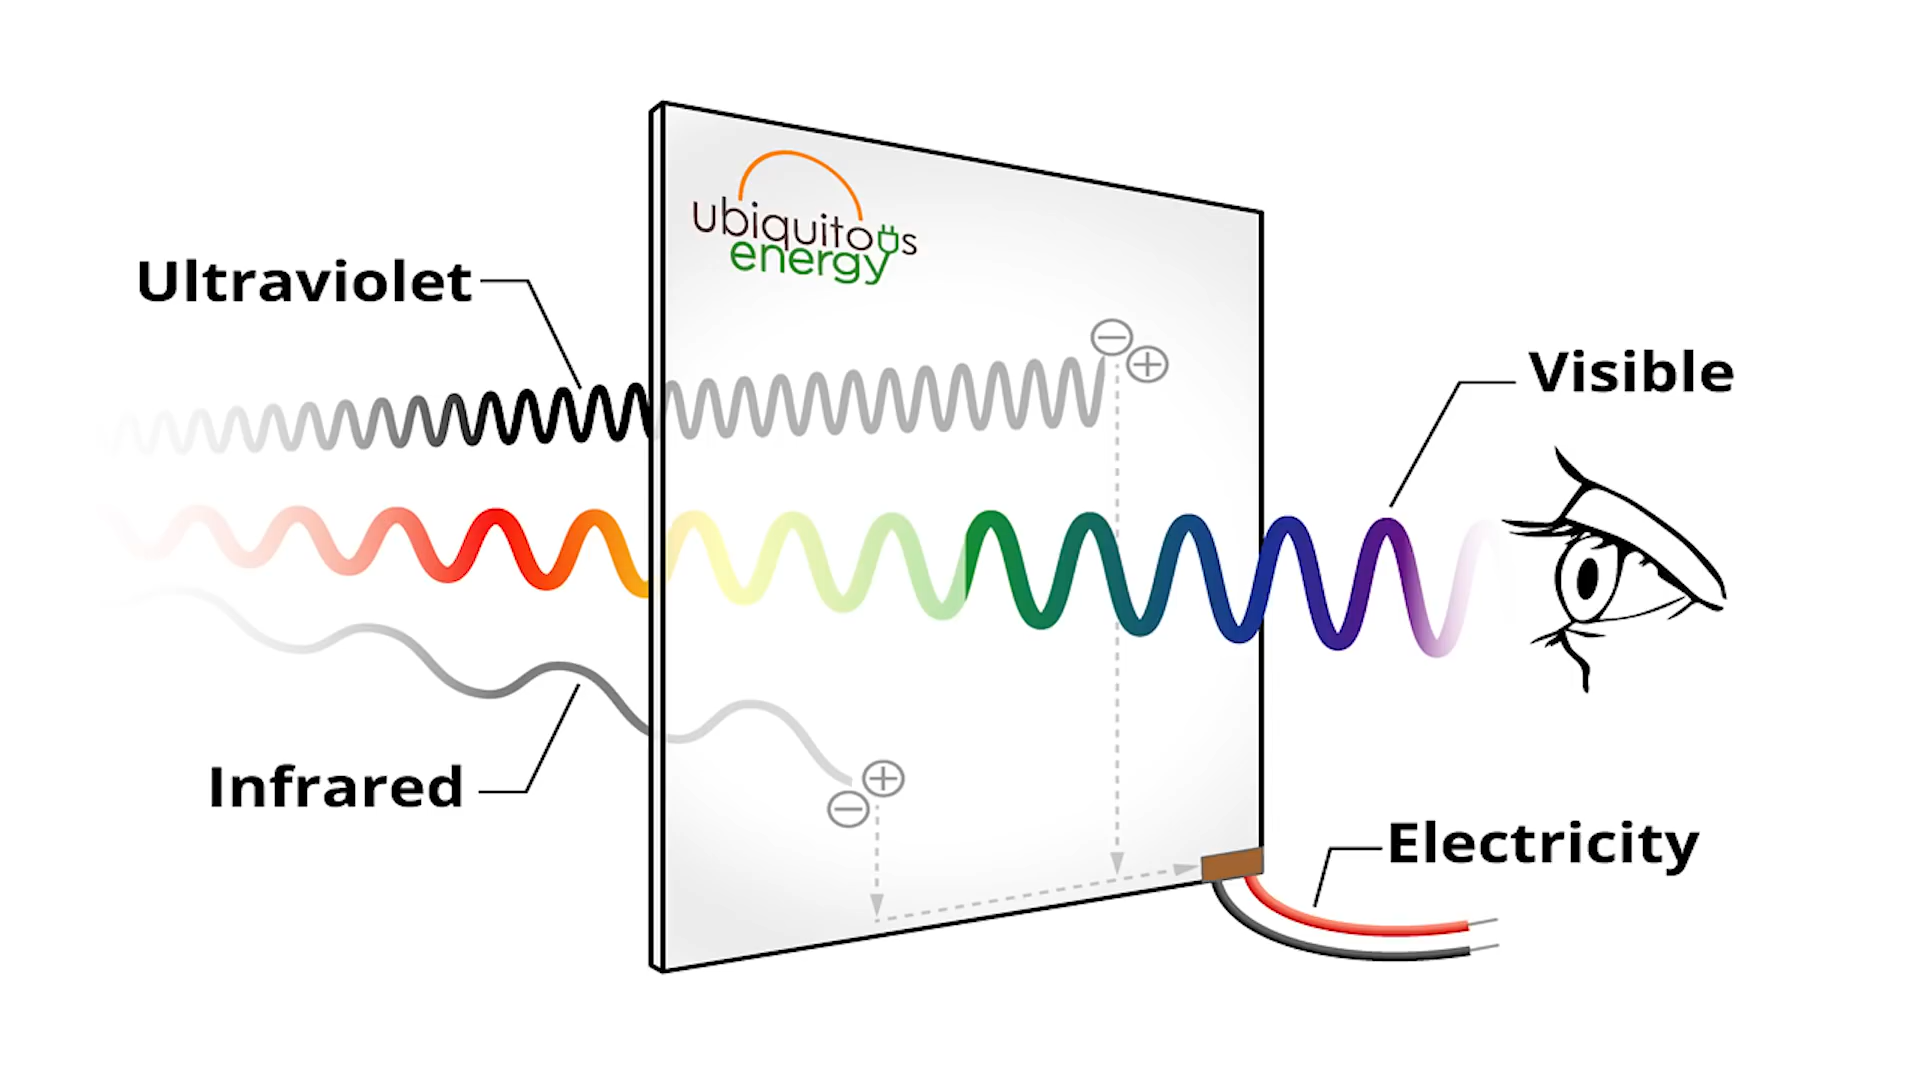 ubiquitous
energy
Ultraviolet
Visible
Infrared
Electricity